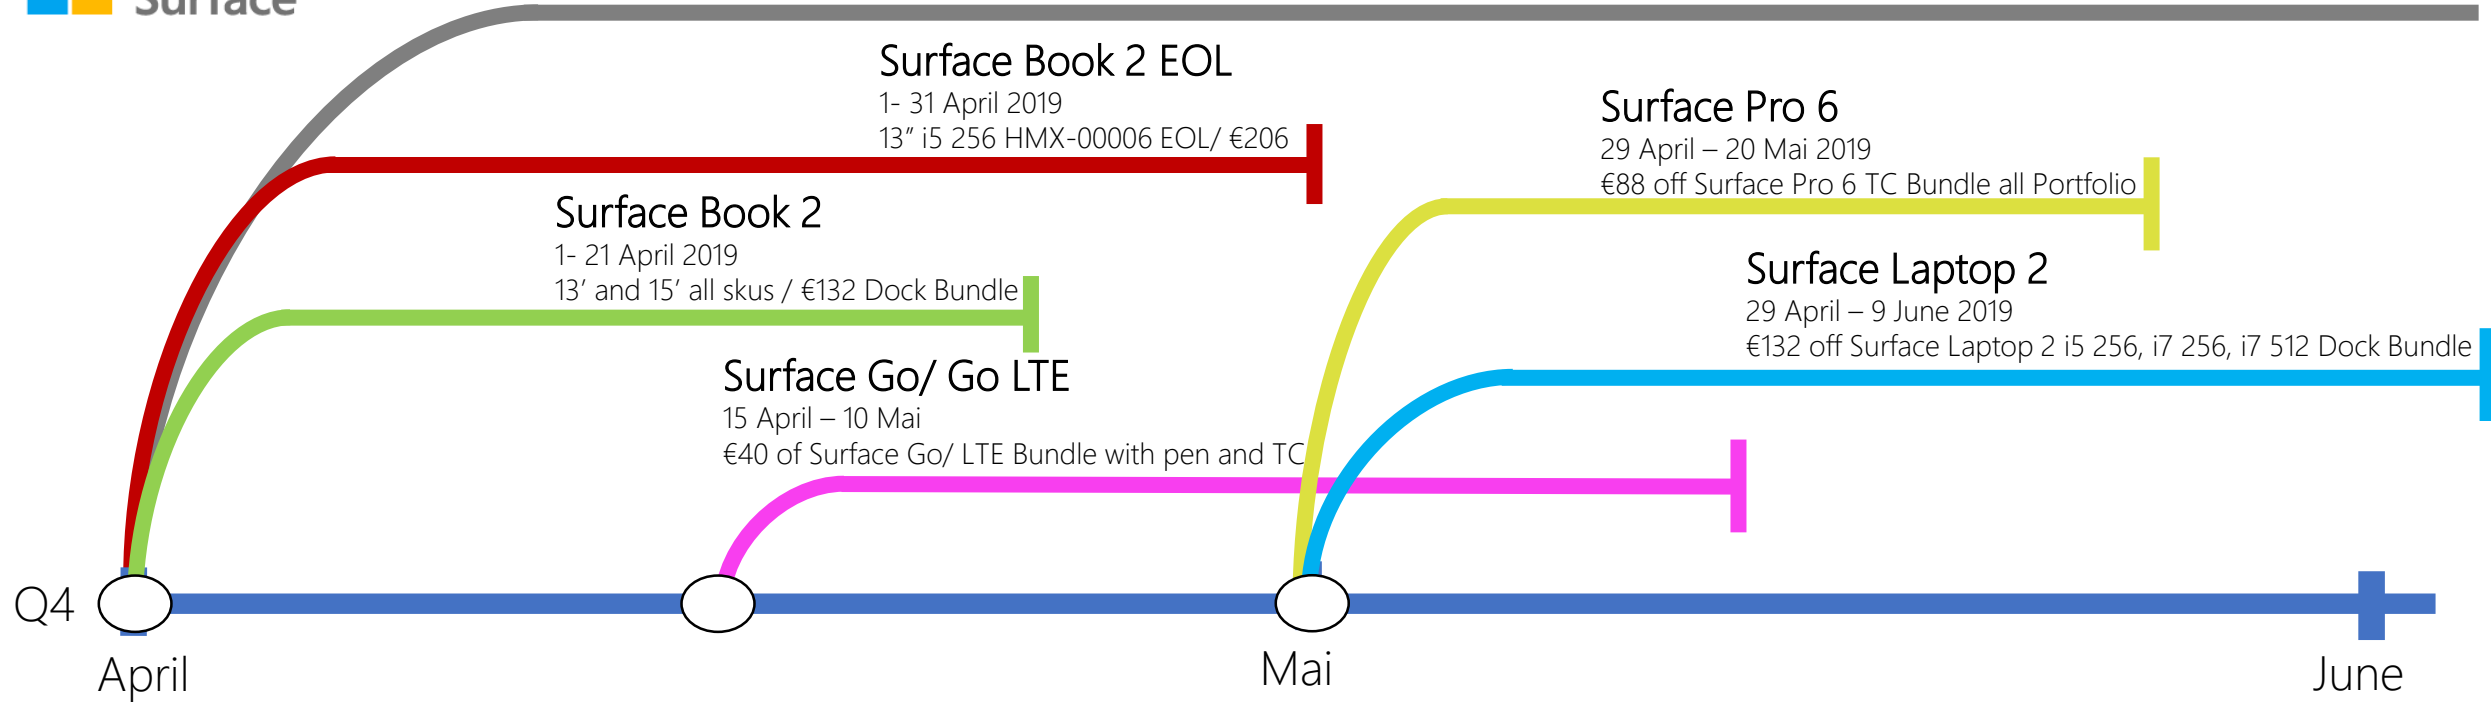 Surface
Surface Book 2 EOL
1- 31 April 2019
13” i5 256 HMX-00006 EOL/ €206
Surface Pro 6
29 April – 20 Mai 2019
€88 off Surface Pro 6 TC Bundle all Portfolio
Surface Book 2
1- 21 April 2019
13’ and 15’ all skus / €132 Dock Bundle
Surface Laptop 2
29 April – 9 June 2019
€132 off Surface Laptop 2 i5 256, i7 256, i7 512 Dock Bundle
Surface Go/ Go LTE
15 April – 10 Mai
€40 of Surface Go/ LTE Bundle with pen and TC
Q4
April
Mai
June